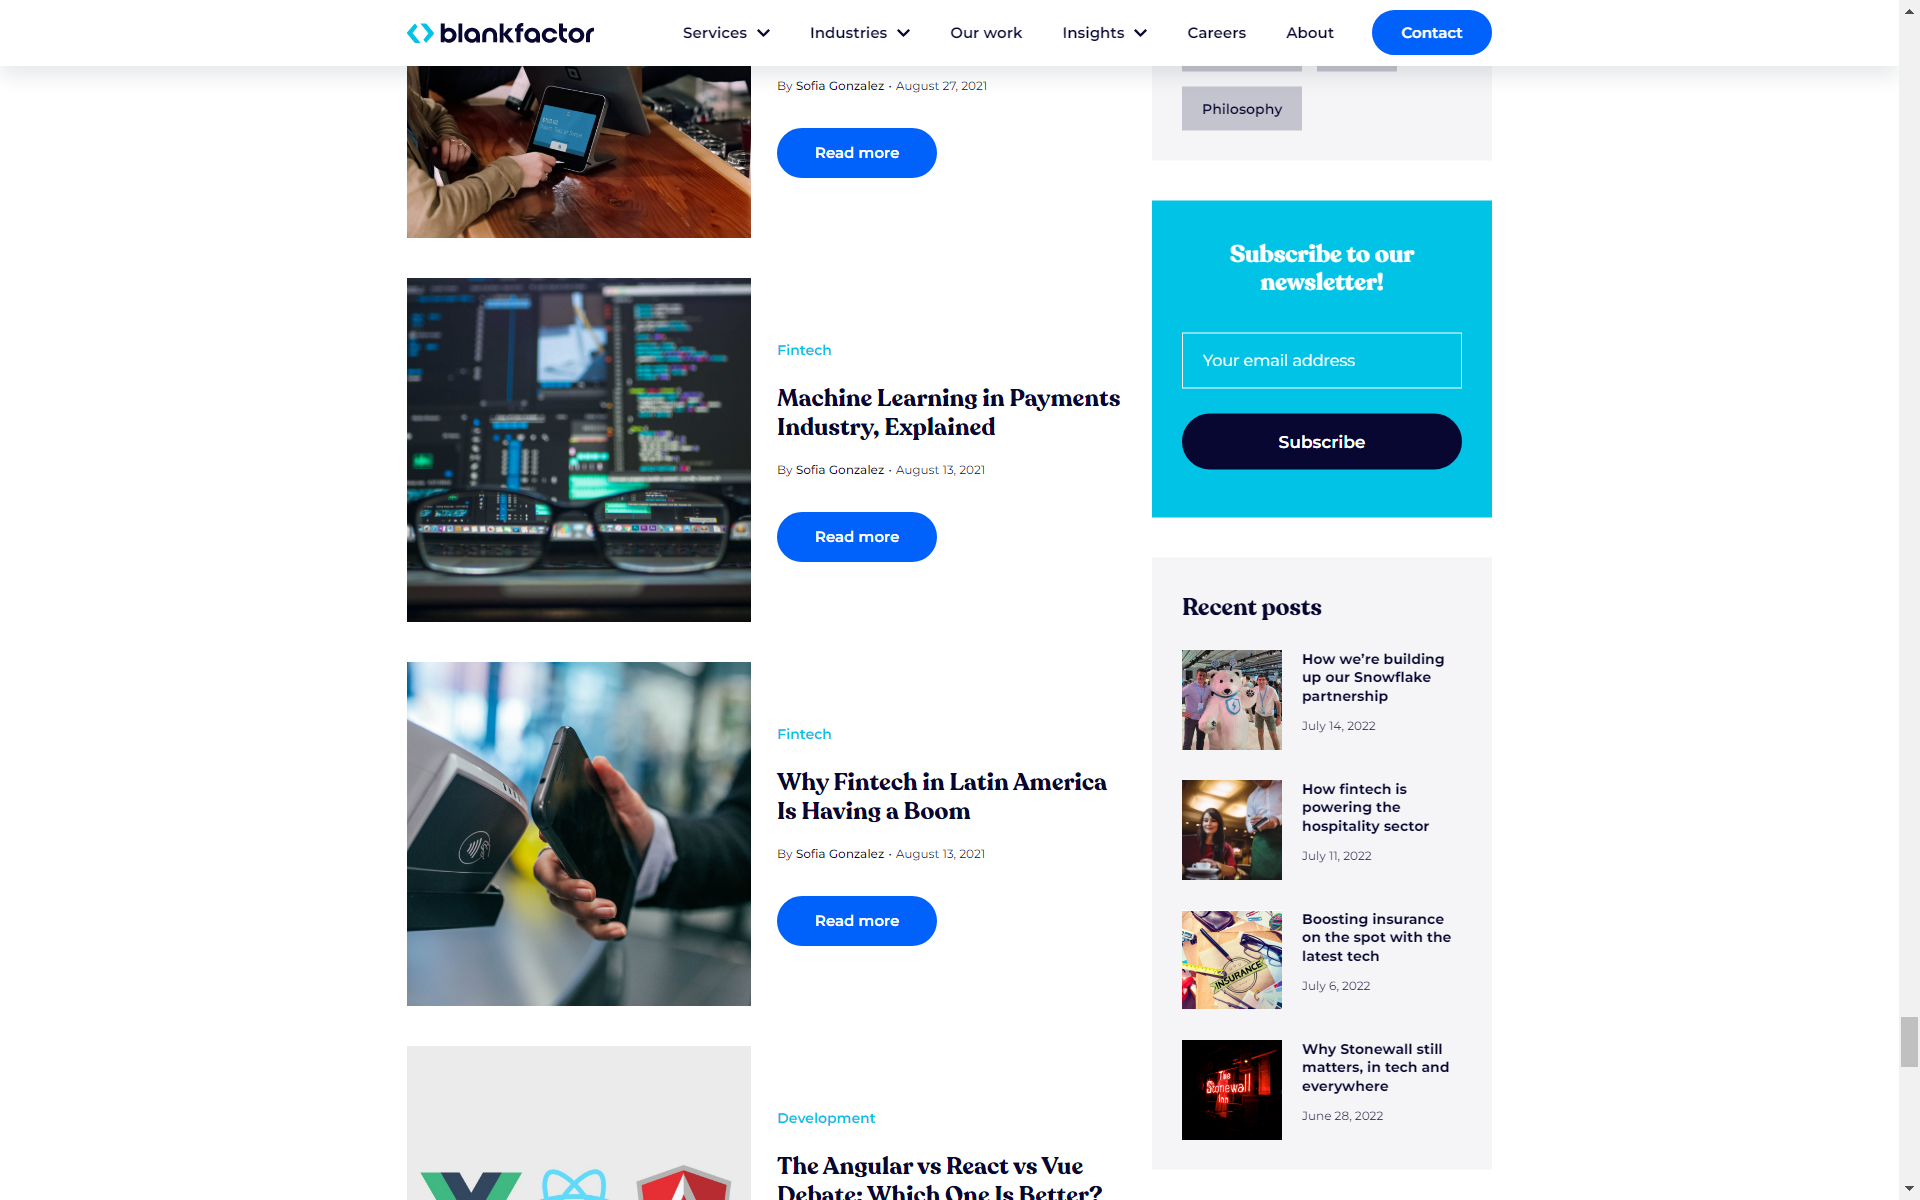 blankfactor
Services
Industries
Our work
Insights
Careers
About
Contact
By Sofia Gonzalez • August 27, 2021
Read more
Fintech
Machine Learning in Payments
Industry, Explained
By Sofia Gonzalez • August 13, 2021
Read more
Fintech
Why Fintech in Latin America
Is Having a Boom
By Sofia Gonzalez • August 13, 2021
Read more
Development
The Angular vs React vs Vue
Debate: Which One Is Better?
Philosophy
Subscribe to our
newsletter!
Your email address
Subscribe
Recent posts
How we’re building
up our Snowflake
partnership
July 14, 2022
How fintech is
powering the
hospitality sector
July 11, 2022
INSURANCE
Boosting insurance
on the spot with the
latest tech
July 6, 2022
The
Stonewall
Inn
Why Stonewall still
matters, in tech and
everywhere
June 28, 2022